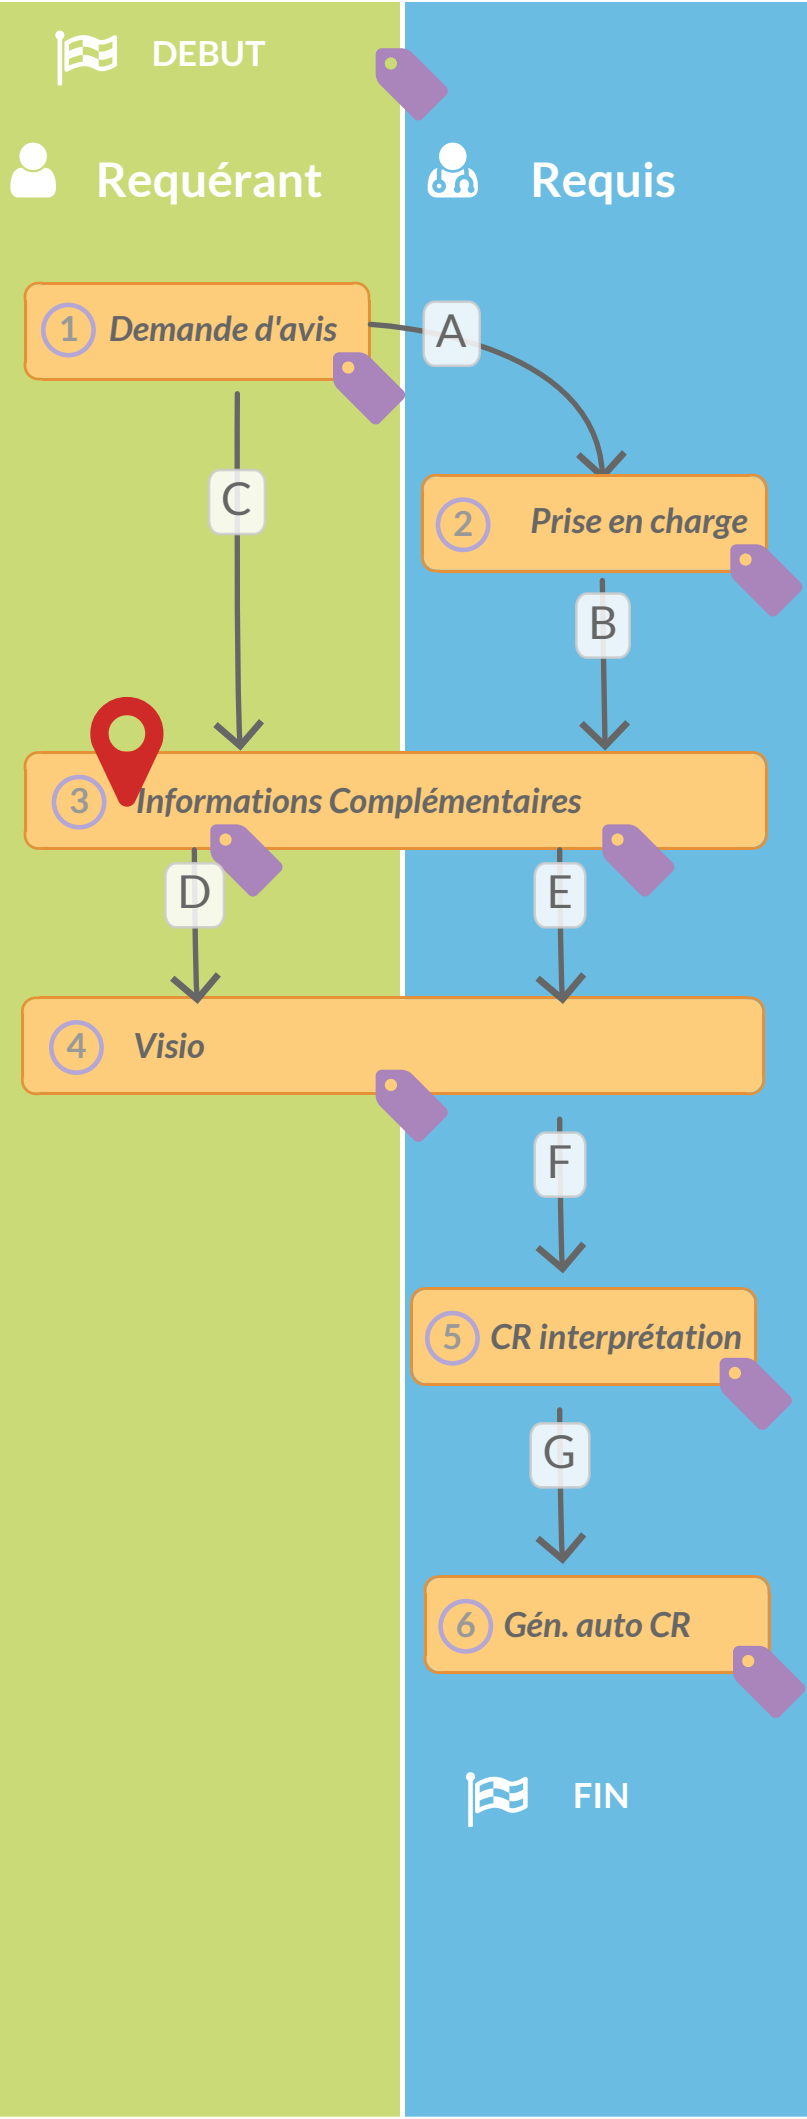 DEBUT
Requérant
Requis
1 Demande d'avis
A
C
2 Prise en charge
B
3 Informations Complémentaires
D
E
4 Visio
F
5 CR interprétation
G
6 Gén. auto CR
FIN